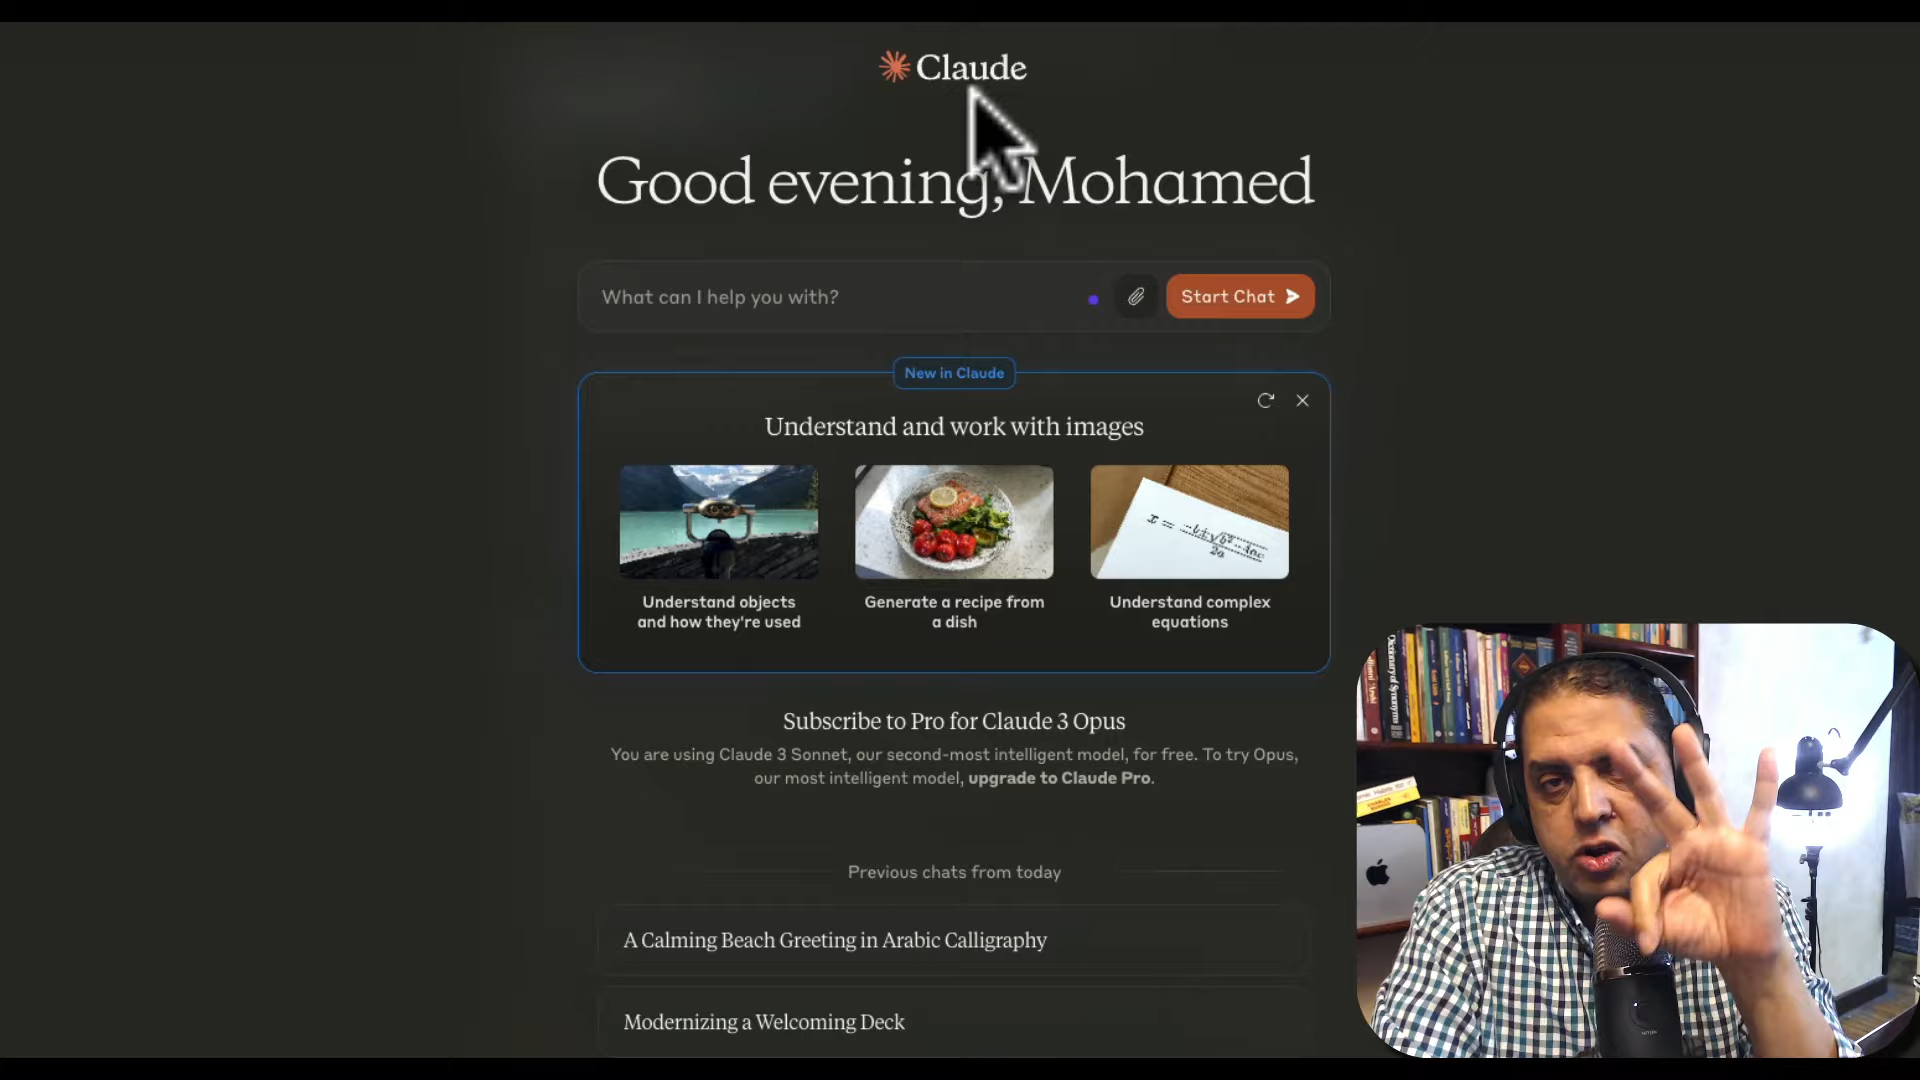 Claude
Good evening, Mohamed
What can I help you with?
Start Chat
New in Claude
Understand and work with images
Understand objects
and how they're used
Generate a recipe from
a dish
Understand complex
equations
Subscribe to Pro for Claude 3 Opus
You are using Claude 3 Sonnet, our second-most intelligent model, for free. To try Opus,
our most intelligent model, upgrade to Claude Pro.
Previous chats from today
A Calming Beach Greeting in Arabic Calligraphy
Modernizing a Welcoming Deck
Dictionary of Synonyms